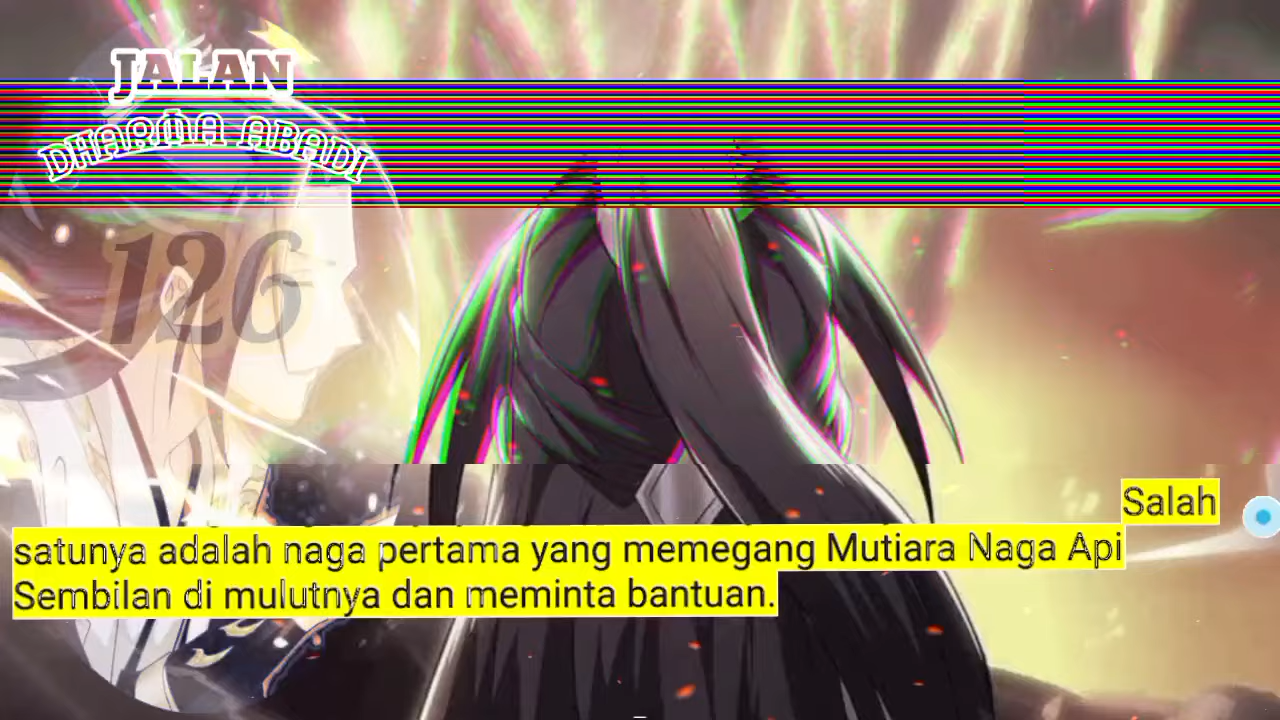 JALAN
DHARMA ABADI
126
Salah
satunya adalah naga pertama yang memegang Mutiara Naga Api
Sembilan di mulutnya dan meminta bantuan.